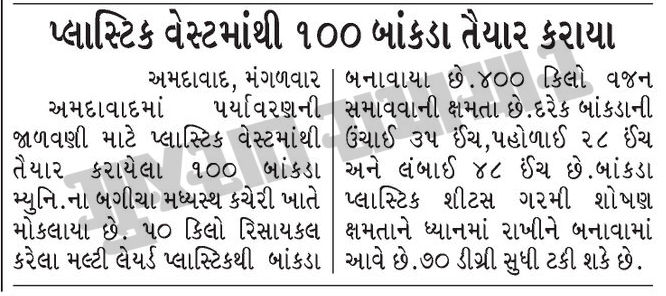 પ્લાસ્ટિક વેસ્ટમાંથી ૧૦૦ બાંકડા તૈયાર કરાયા
અમદાવાદ, મંગળવાર
અમદાવાદમાં પર્યાવરણની
જાળવણી માટે પ્લાસ્ટિક વેસ્ટમાંથી
તૈયાર કરાયેલા ૧૦૦ બાંકડા
મ્યુનિ.ના બગીચા મધ્યસ્થ કચેરી ખાતે
મોકલાયા છે. ૫૦ કિલો રિસાયકલ
કરેલા મલ્ટી લેયર્ડ પ્લાસ્ટિકથી બાંકડા
બનાવાયા છે.૪૦૦ કિલો વજન
સમાવવાની ક્ષમતા છે.દરેક બાંકડાની
ઉંચાઈ ૩૫ ઈંચ,પહોળાઈ ૨૮ ઈંચ
અને લંબાઈ ૪૮ ઈંચ છે.બાંકડા
પ્લાસ્ટિક શીટસ ગરમી શોષણ
ક્ષમતાને ધ્યાનમાં રાખીને બનાવામાં
આવે છે.૭૦ ડીગ્રી સુધી ટકી શકે છે.